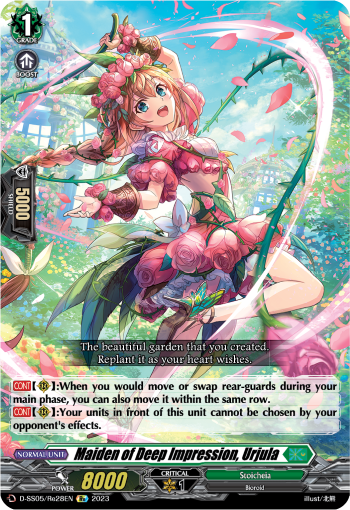 1
GRADE
BOOST
5000
SHIELD
The beautiful garden that you created.
Replant it as your heart wishes.
CONT【】:When you would move or swap rear-guards during your
main phase, you can also move it within the same row.
CONT【】:Your units in front of this unit cannot be chosen by your
opponent's effects.
NORMAL UNIT Maiden of Deep Impression, Urjula
POWER 8000 CRITICAL 1 Stoicheia
Bioroid
D-SS05/Re28EN 2023 illust/北熊